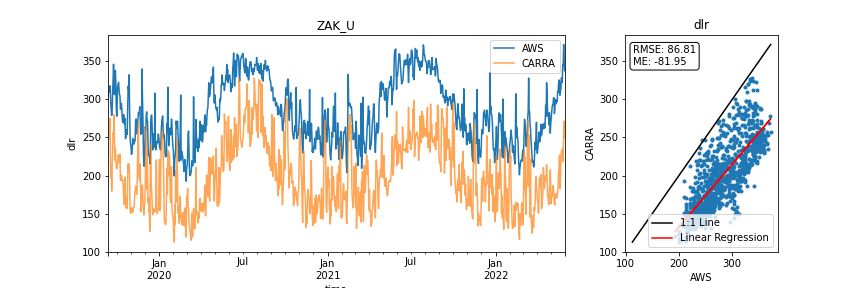 ZAK_U
AWS
CARRA
dlr
350
300
250
200
150
100
Jan
2020
Jul
Jan
2021
Jul
Jan
2022
time
dlr
RMSE: 86.81
ME: -81.95
CARRA
350
300
250
200
150
100
1:1 Line
Linear Regression
100
200
300
AWS